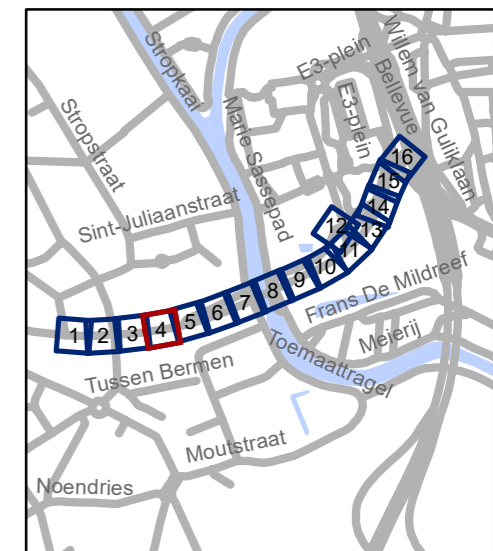 Stropkaai
E3-plein
Willem van Guliklaan
Bellevue
Stropstraat
Marie Sassepad
E3-plein
Sint-Juliaanstraat
16
15
14
13
12
11
10
9
8
7
6
5
4
3
2
1
Frans De Mildreef
Meierij
Toemaattragel
Tussen Bermen
Moutstraat
Noendries